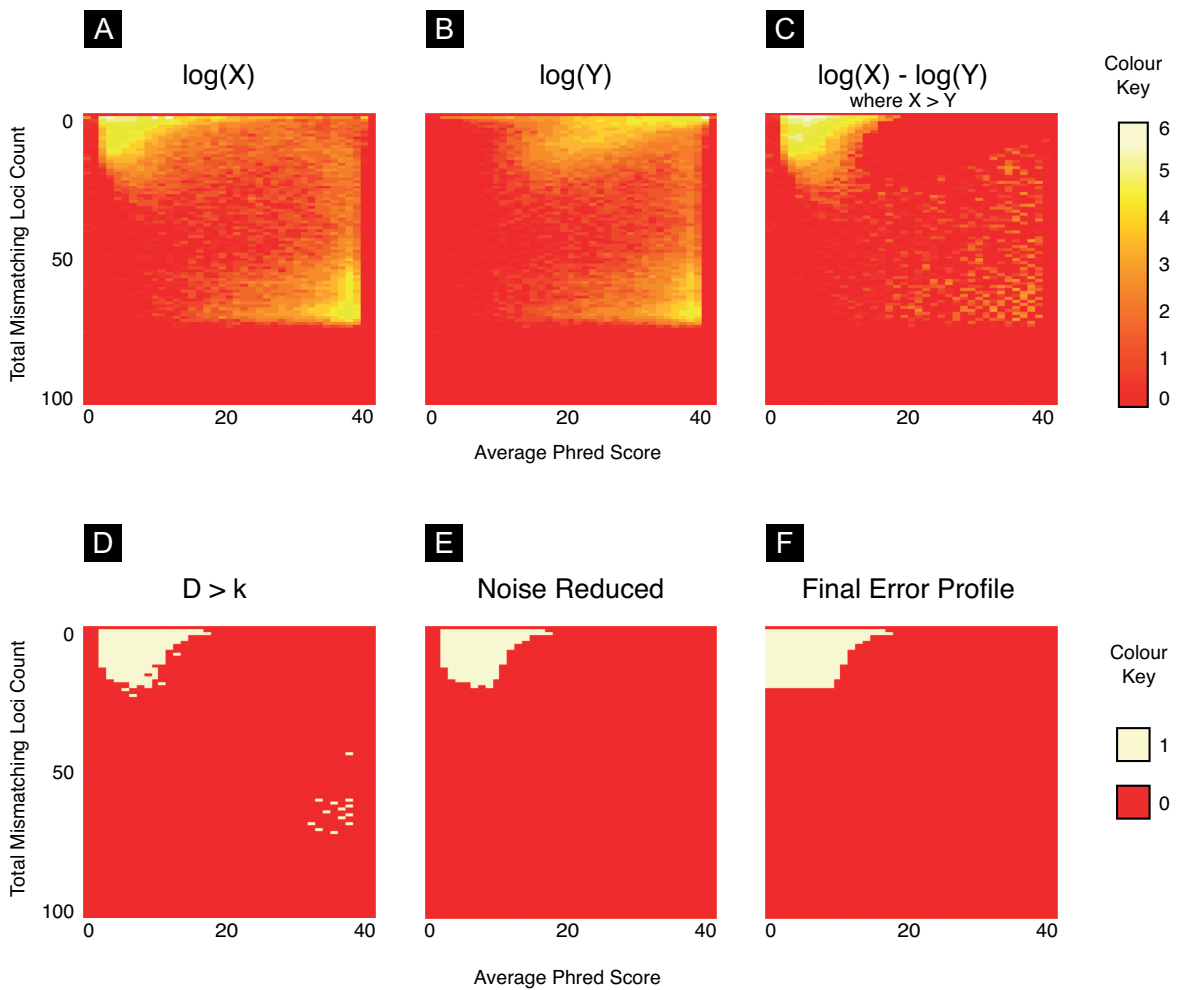 A
B
C
log(X)
log(Y)
log(X) - log(Y)
where X > Y
Colour
Key
Total Mismatching Loci Count
0
50
100
0
20
40
0
20
40
0
20
40
6
5
4
3
2
1
0
Average Phred Score
D
E
F
D > k
Noise Reduced
Final Error Profile
Total Mismatching Loci Count
0
50
100
0
20
40
0
20
40
0
20
40
Colour
Key
1
0
Average Phred Score